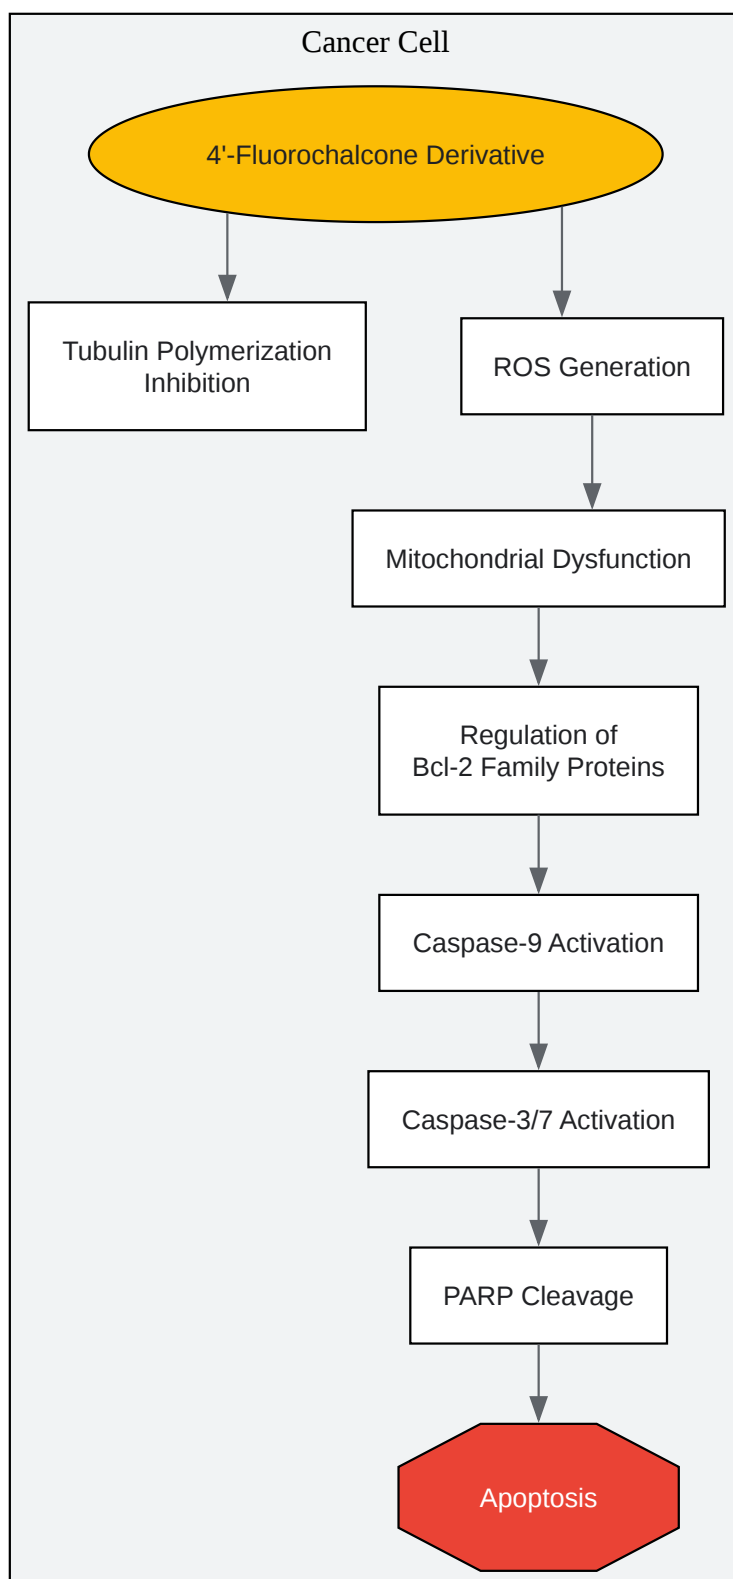 Cancer Cell
4'-Fluorochalcone Derivative
Tubulin Polymerization
Inhibition
ROS Generation
Mitochondrial Dysfunction
Regulation of
Bcl-2 Family Proteins
Caspase-9 Activation
Caspase-3/7 Activation
PARP Cleavage
Apoptosis